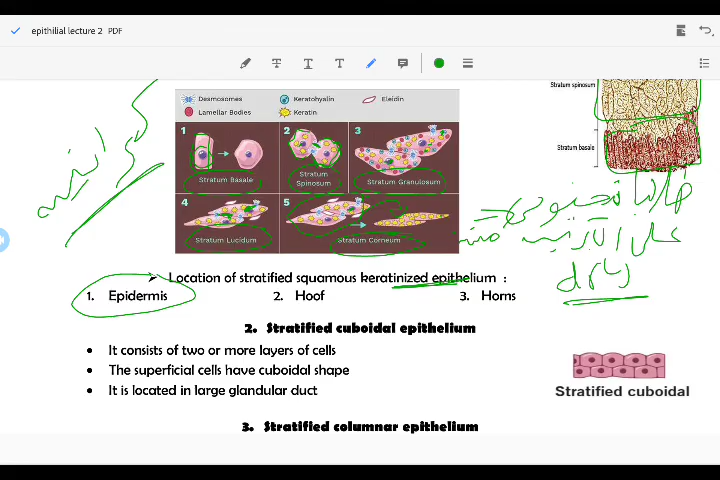 epithilial lecture 2 PDF
Stratum spinosum
Desmosomes
Keratohyalin
Eleidin
Lamellar Bodies
Keratin
1
2
3
Stratum Basale
Stratum
Spinosum
Stratum Granulosum
Stratum basale
4
5
Stratum Lucidum
Stratum Corneum
➤ Location of stratified squamous keratinized epithelium :
1. Epidermis
2. Hoof
3. Horns
2. Stratified cuboidal epithelium
• It consists of two or more layers of cells
• The superficial cells have cuboidal shape
• It is located in large glandular duct
Stratified cuboidal
3. Stratified columnar epithelium